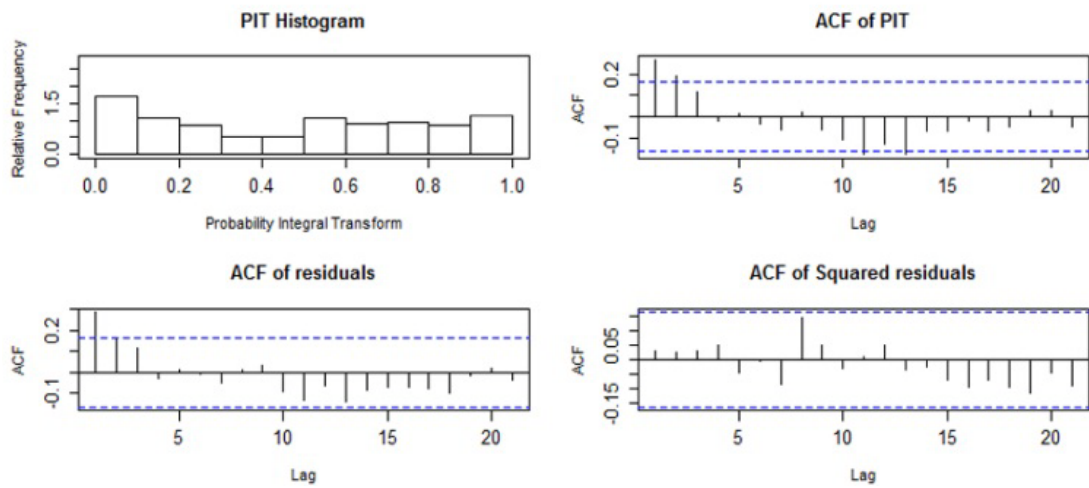 PIT Histogram
Relative Frequency
0.0 1.5
0.0 0.2 0.4 0.6 0.8 1.0
Probability Integral Transform
ACF of PIT
ACF
-0.1 0.2
5 10 15 20
Lag
ACF of residuals
ACF
-0.1 0.2
5 10 15 20
Lag
ACF of Squared residuals
ACF
-0.15 0.05
5 10 15 20
Lag